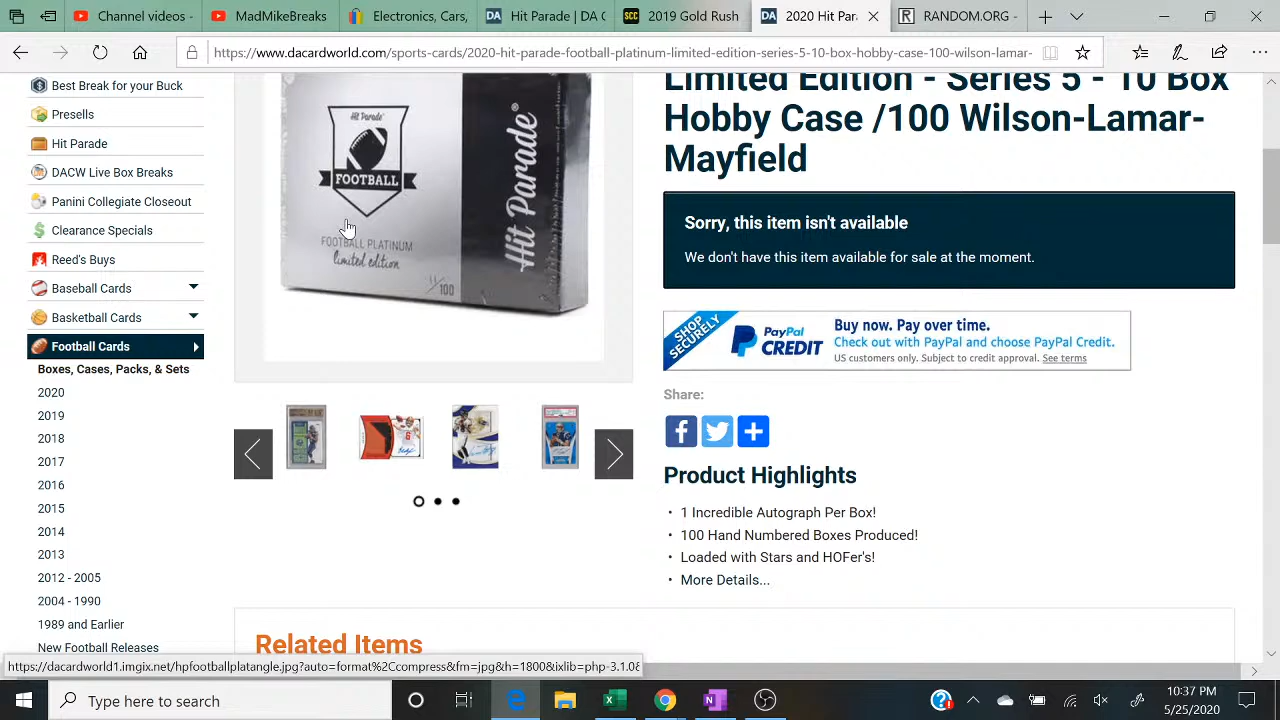 Channel videos -
MadMikeBreaks
Electronics, Cars,
DA Hit Parade | DA C
SCC 2019 Gold Rush
DA 2020 Hit Par
R RANDOM.ORG -
https://www.dacardworld.com/sports-cards/2020-hit-parade-football-platinum-limited-edition-series-5-10-box-hobby-case-100-wilson-lamar-
Best Break for your Buck
Presells
Hit Parade
DACW Live Box Breaks
Panini Collegiate Closeout
Clearance Specials
Reed's Buys
Baseball Cards
Basketball Cards
Football Cards
Boxes, Cases, Packs, & Sets
2020
2019
2018
2017
2016
2015
2014
2013
2012 - 2005
2004 - 1990
1989 and Earlier
New Football Releases
Hit Parade
FOOTBALL
FOOTBALL PLATINUM
limited edition
11/100
Hit Parade®
Limited Edition - Series 5 - 10 Box
Hobby Case /100 Wilson-Lamar-
Mayfield
Sorry, this item isn't available
We don't have this item available for sale at the moment.
SHOP
SECURELY
PayPal
CREDIT
Buy now. Pay over time.
Check out with PayPal and choose PayPal Credit.
US customers only. Subject to credit approval. See terms
Share:
Product Highlights
• 1 Incredible Autograph Per Box!
• 100 Hand Numbered Boxes Produced!
• Loaded with Stars and HOFer's!
• More Details...
Related Items
https://dacardworld1.imgix.net/hpfootballplatangle.jpg?auto=format%2Ccompress&fm=jpg&h=1800&ixlib=php-3.1.0&
Type here to search
10:37 PM
5/25/2020